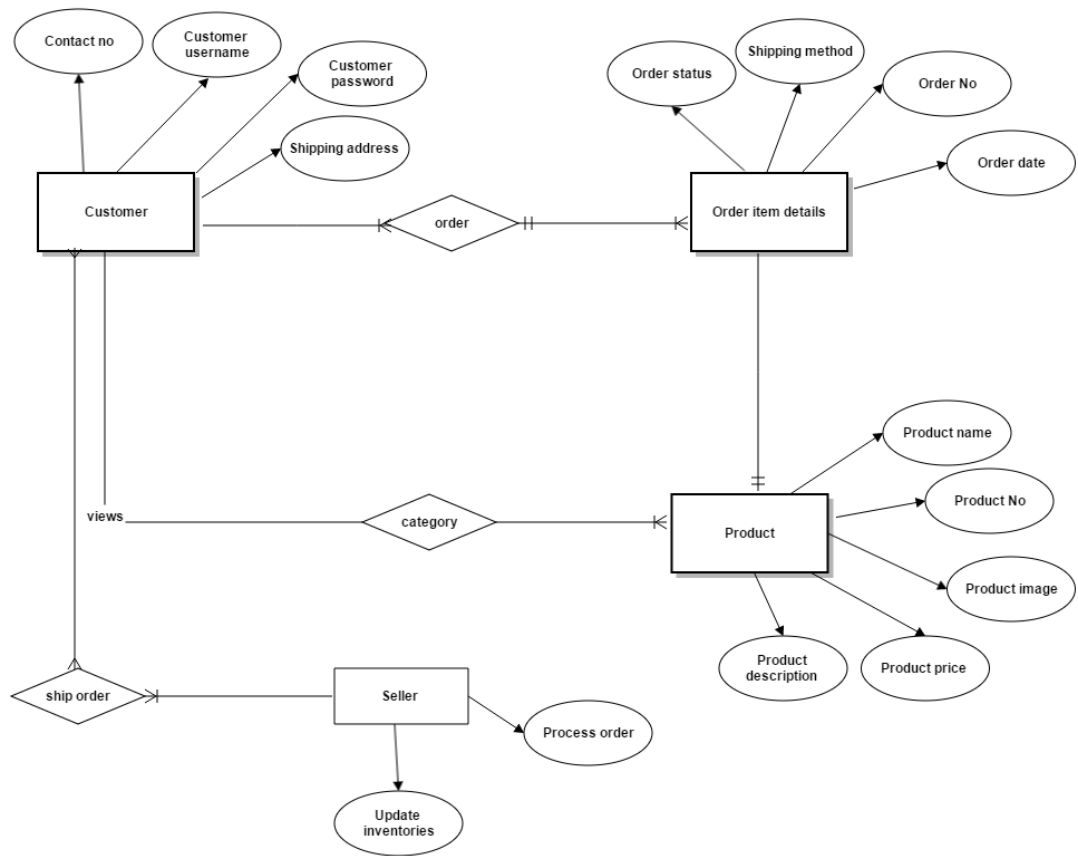 Contact no
Customer
username
Customer
password
Shipping address
Customer
order
Order status
Shipping method
Order No
Order date
Order item details
views
category
Product
Product name
Product No
Product image
Product price
Product
description
ship order
Seller
Process order
Update
inventories